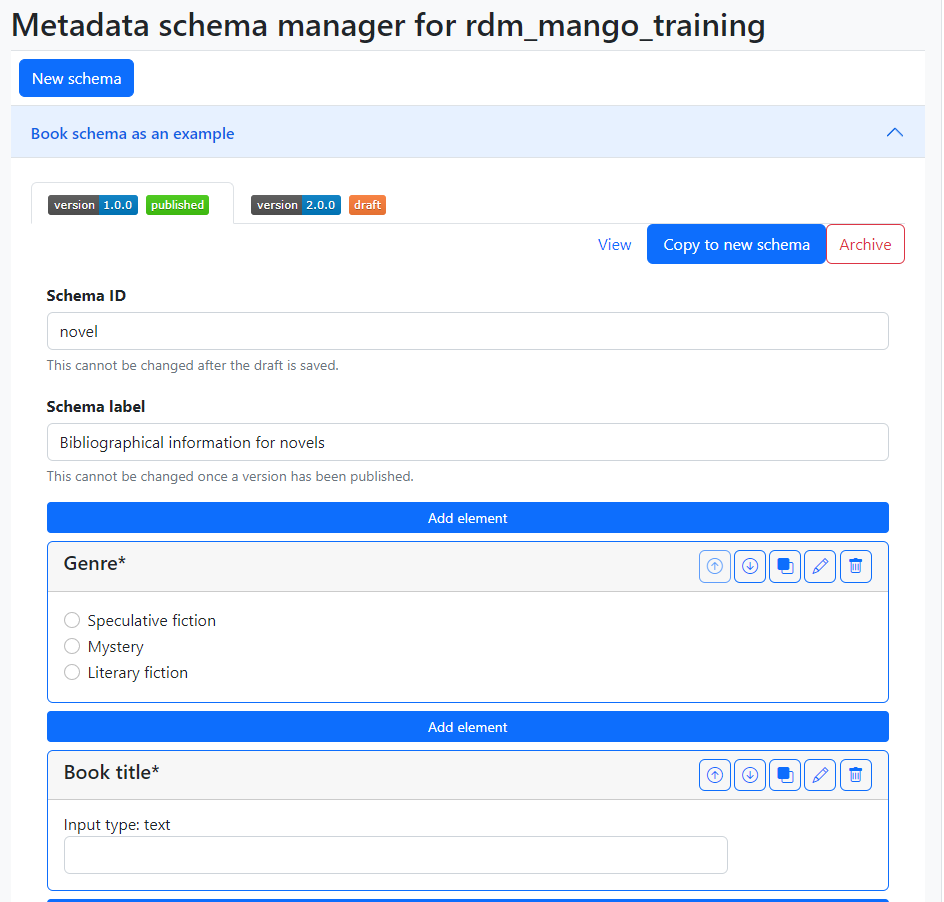 Metadata schema manager for rdm_mango_training
New schema
Book schema as an example
version 1.0.0 published version 2.0.0 draft
View Copy to new schema Archive
Schema ID
novel
This cannot be changed after the draft is saved.
Schema label
Bibliographical information for novels
This cannot be changed once a version has been published.
Add element
Genre*
Speculative fiction
Mystery
Literary fiction
Add element
Book title*
Input type: text